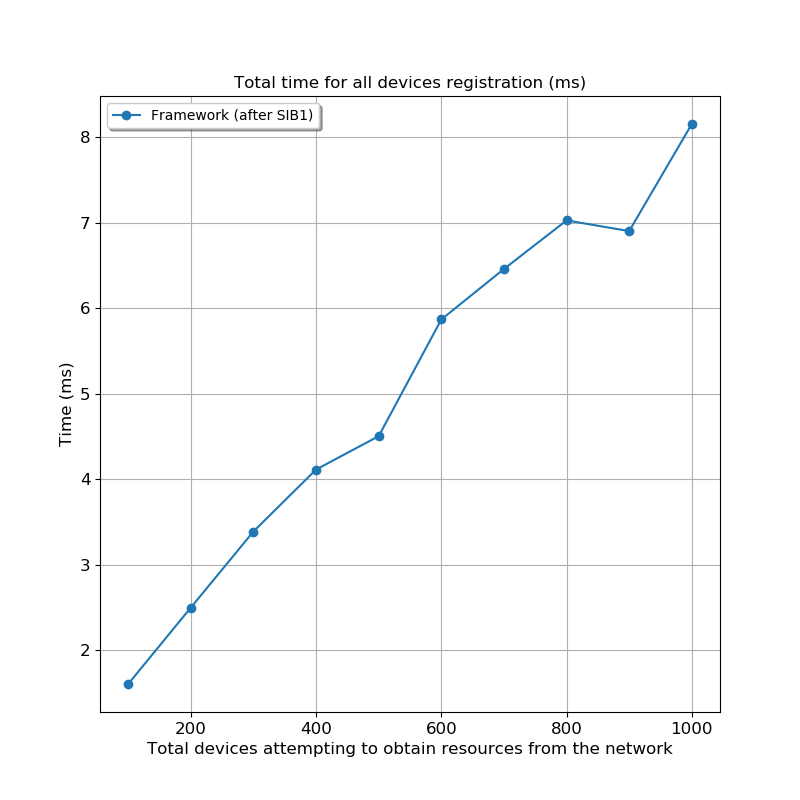 Total time for all devices registration (ms)
Framework (after SIB1)
8
7
6
5
4
3
2
Time (ms)
200 400 600 800 1000
Total devices attempting to obtain resources from the network